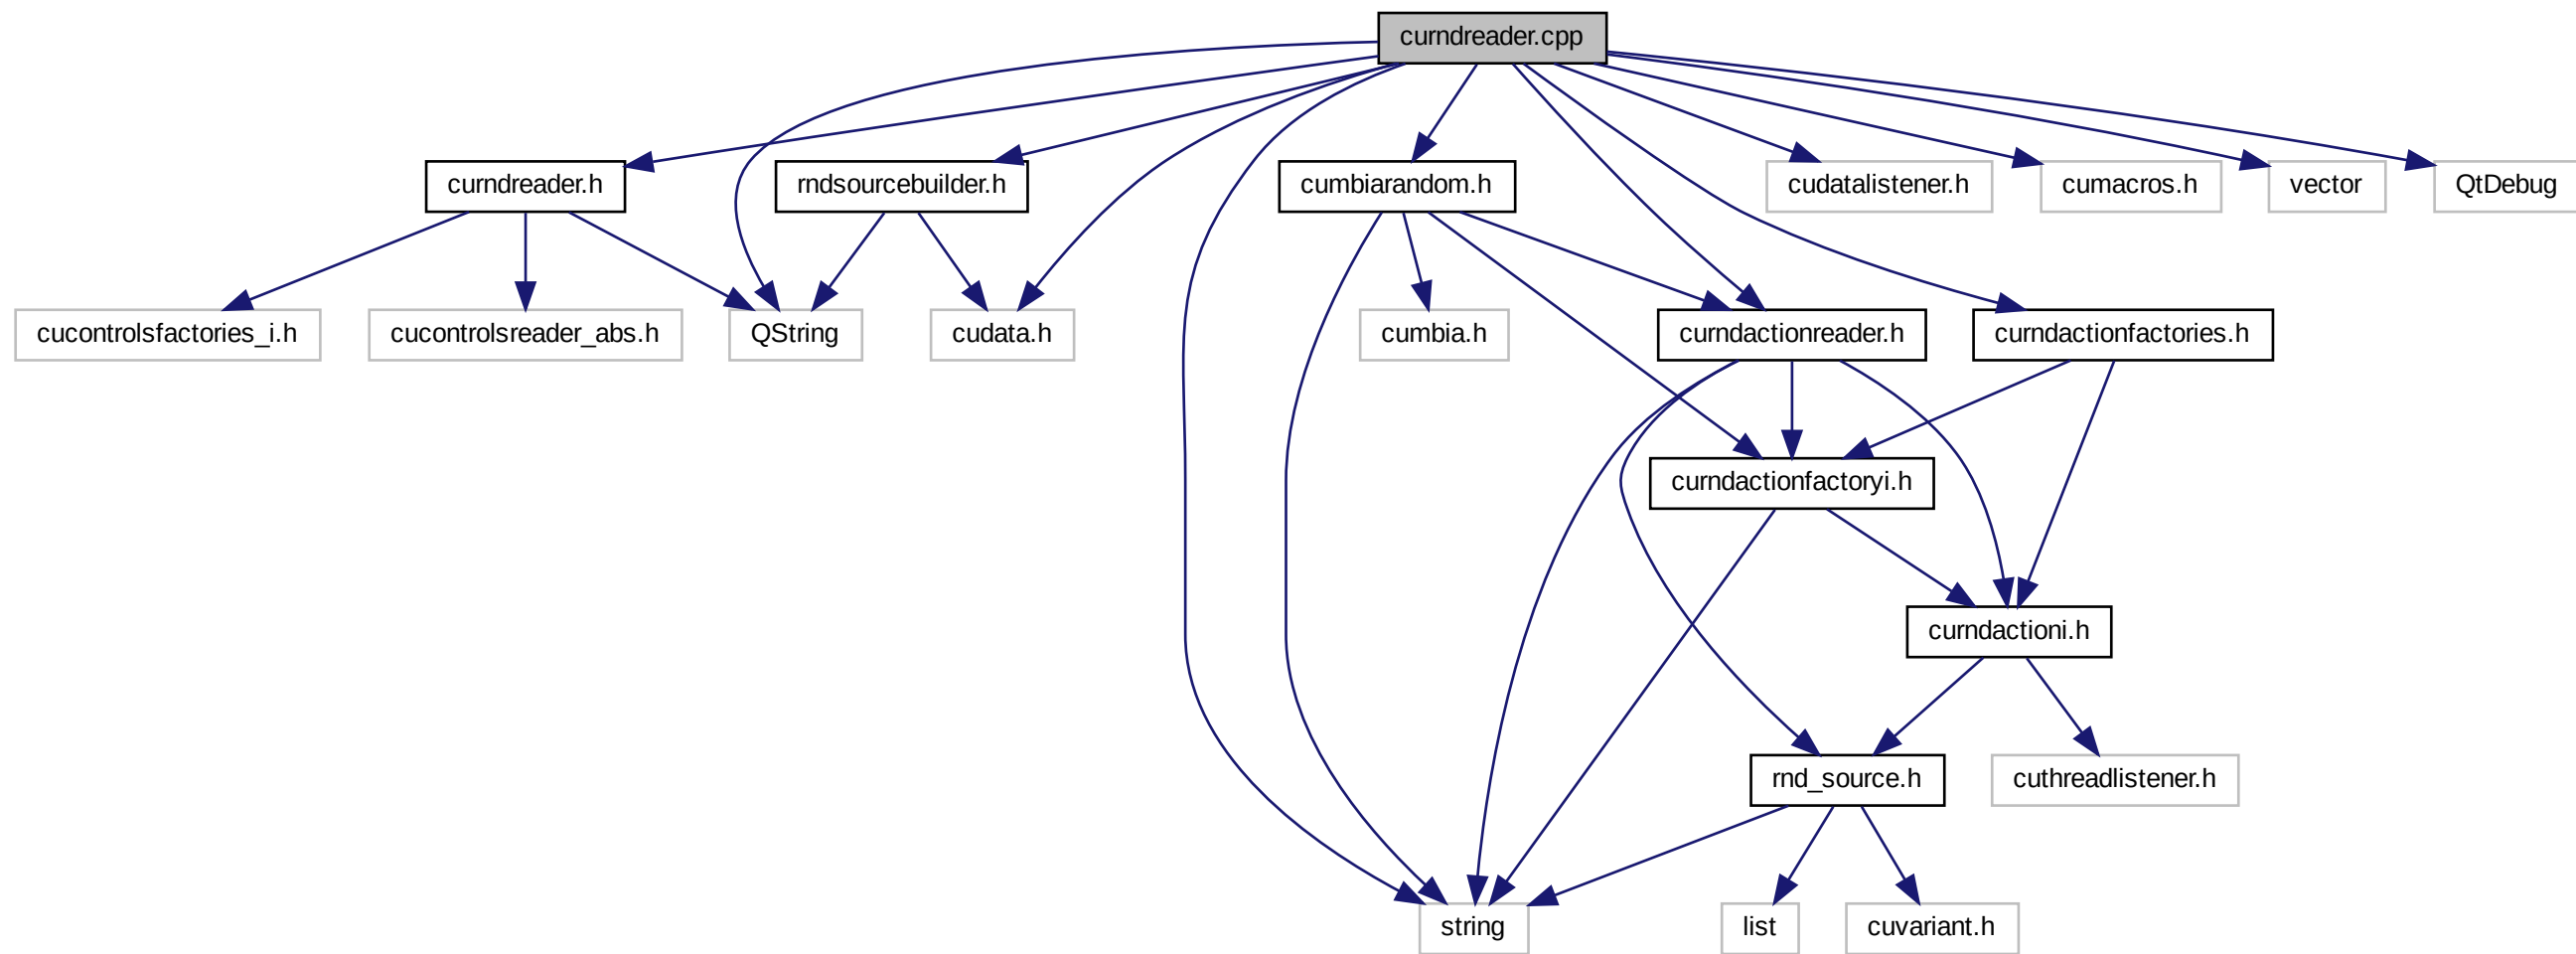 curndreader.cpp
curndreader.h
rndsourcebuilder.h
cumbiarandom.h
cudatalistener.h
cumacros.h
vector
QtDebug
cucontrolsfactories_i.h
cucontrolsreader_abs.h
QString
cudata.h
cumbia.h
curndactionreader.h
curndactionfactories.h
curndactionfactoryi.h
curndactioni.h
rnd_source.h
cuthreadlistener.h
string
list
cuvariant.h